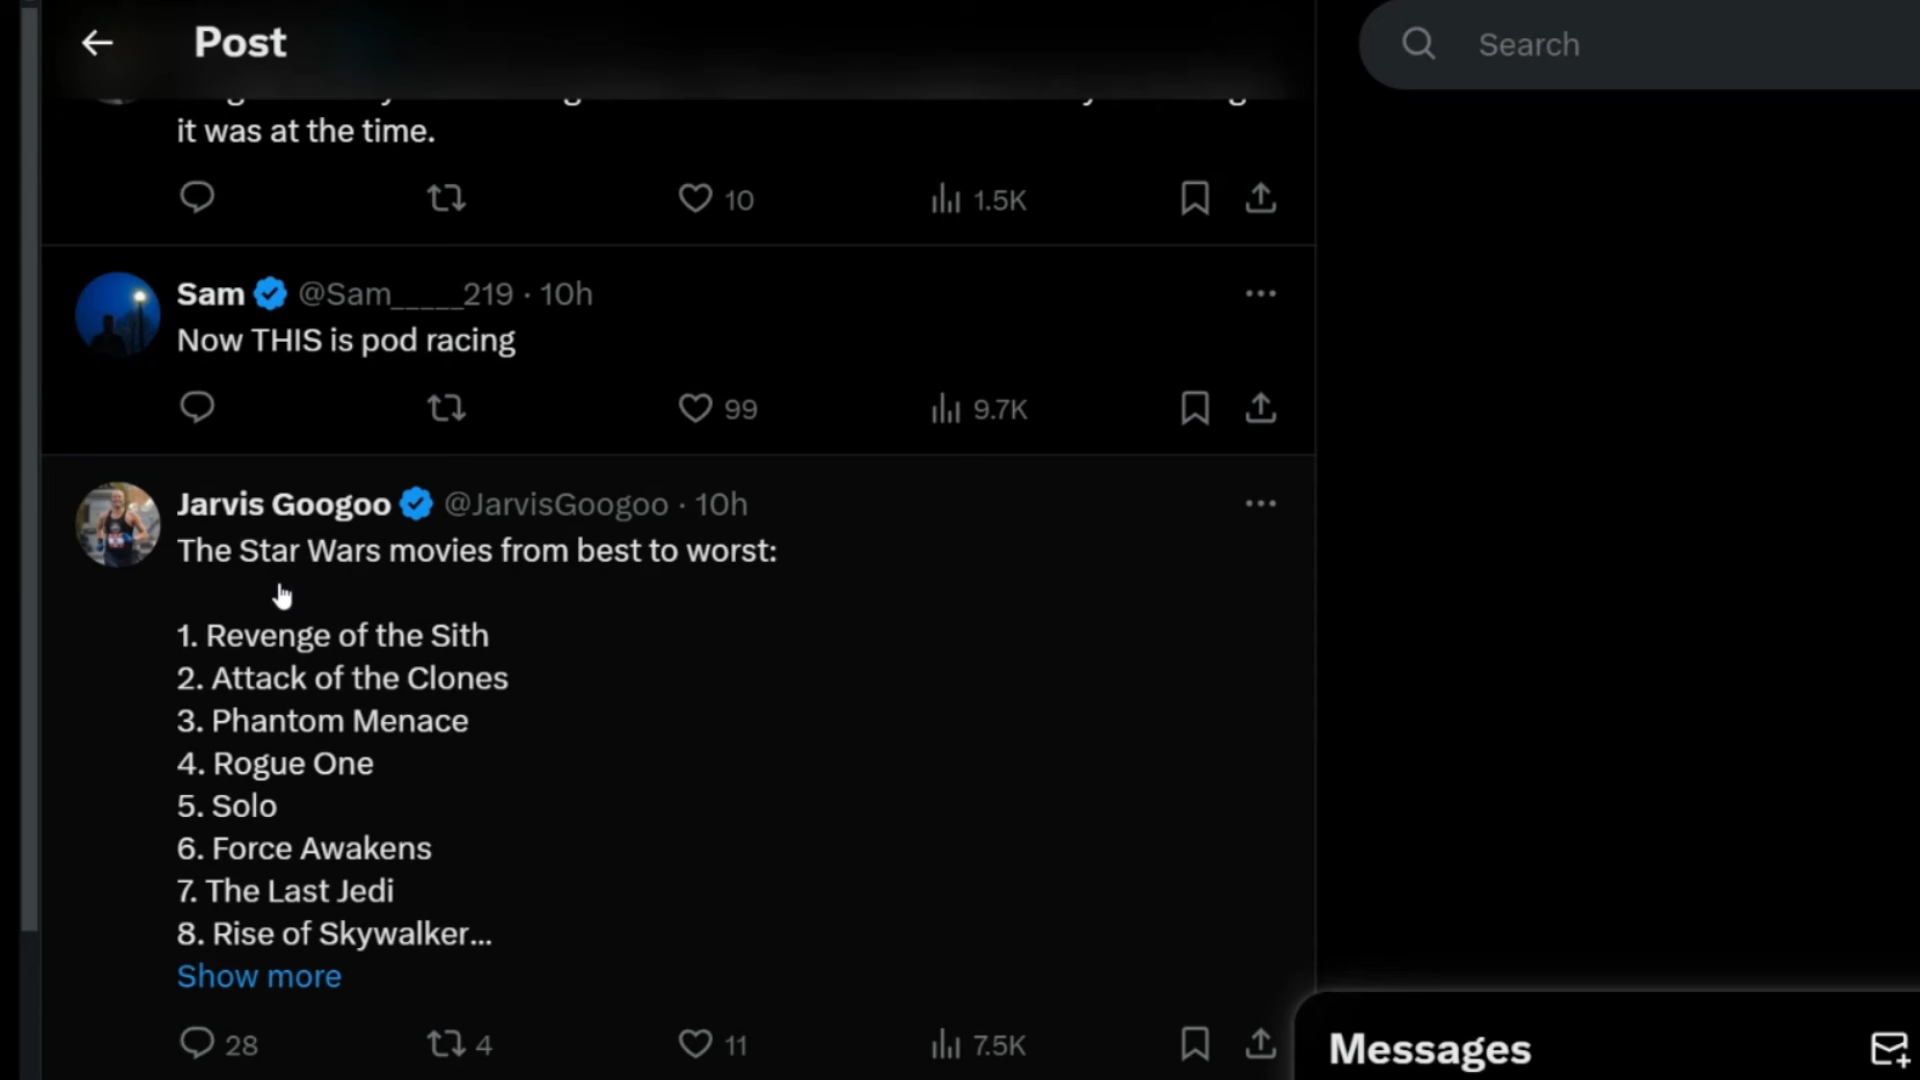 Post
Search
it was at the time.
10
1.5K
Sam @Sam_____219 · 10h
Now THIS is pod racing
99
9.7K
Jarvis Googoo @JarvisGoogoo · 10h
The Star Wars movies from best to worst:
1. Revenge of the Sith
2. Attack of the Clones
3. Phantom Menace
4. Rogue One
5. Solo
6. Force Awakens
7. The Last Jedi
8. Rise of Skywalker...
Show more
28
4
11
7.5K
Messages